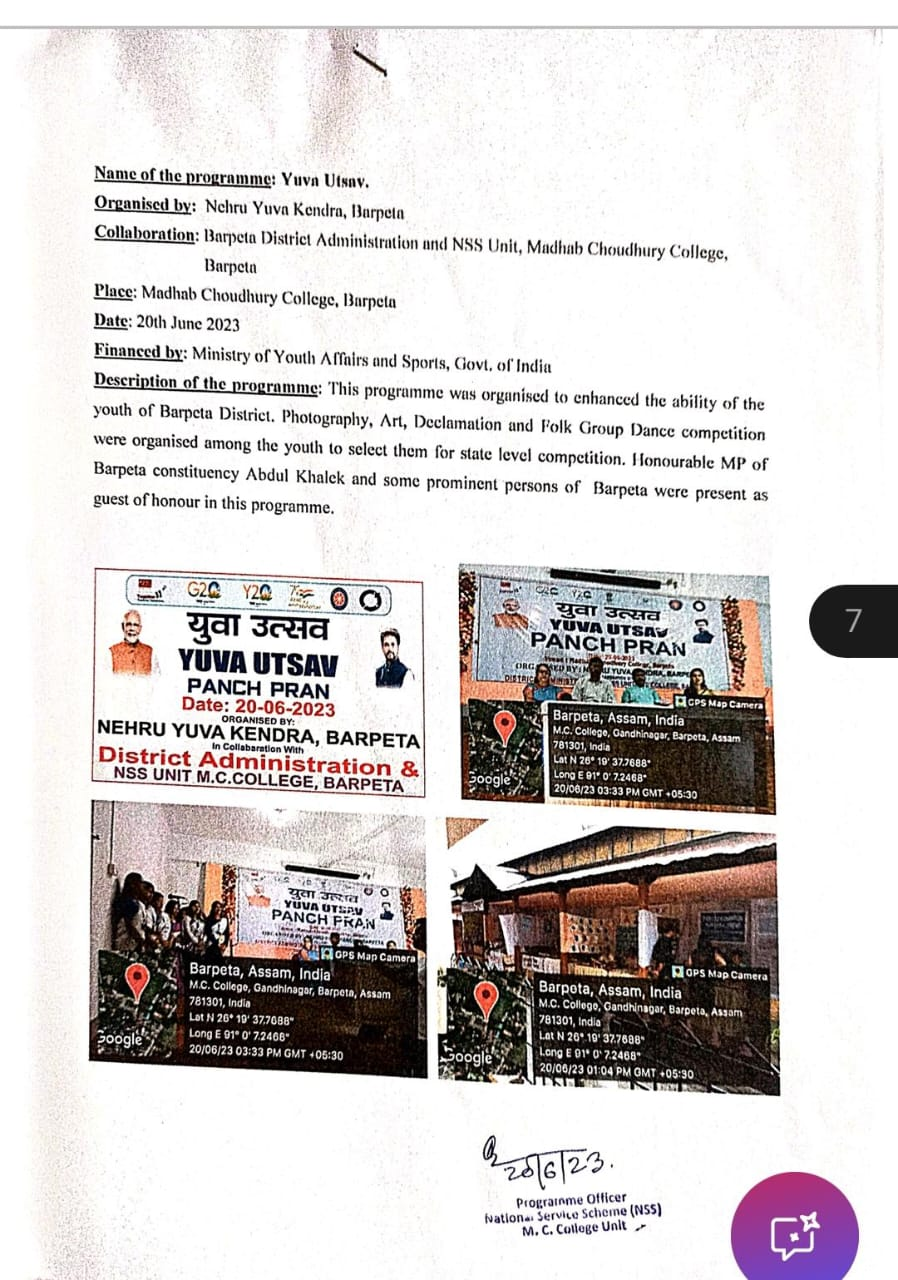 Name of the programme: Yuva Utsav.
Organised by: Nehru Yuva Kendra, Barpeta
Collaboration: Barpeta District Administration and NSS Unit, Madhab Choudhury College,
Barpeta
Place: Madhab Choudhury College, Barpeta
Date: 20th June 2023
Financed by: Ministry of Youth Affairs and Sports, Govt. of India
Description of the programme: This programme was organised to enhanced the ability of the
youth of Barpeta District. Photography, Art, Declamation and Folk Group Dance competition
were organised among the youth to select them for state level competition. Honourable MP of
Barpeta constituency Abdul Khalek and some prominent persons of Barpeta were present as
guest of honour in this programme.
G20 Y20
युवा उत्सव
YUVA UTSAV
PANCH PRAN
Date: 20-06-2023
ORGANISED BY:
NEHRU YUVA KENDRA, BARPETA
In Collabaration With
District Administration &
NSS UNIT M.C.COLLEGE, BARPETA
युवा उत्सव
YUVA UTSAV
PANCH PRAN
GPS Map Camera
Barpeta, Assam, India
M.C. College, Gandhinagar, Barpeta, Assam
781301, India
Lat N 26° 19' 37.7688"
Long E 91° 0' 7.2468"
20/06/23 03:33 PM GMT +05:30
Google
7
युवा उत्सव
YUVA UTSAV
PANCH PRAN
GPS Map Camera
Barpeta, Assam, India
M.C. College, Gandhinagar, Barpeta, Assam
781301, India
Lat N 26° 19' 37.7688"
Long E 91° 0' 7.2468"
20/06/23 03:33 PM GMT +05:30
Google
GPS Map Camera
Barpeta, Assam, India
M.C. College, Gandhinagar, Barpeta, Assam
781301, India
Lat N 26° 19' 37.7688"
Long E 91° 0' 7.2468"
20/06/23 01:04 PM GMT +05:30
Google
20/6/23.
Programme Officer
National Service Scheme (NSS)
M. C. College Unit